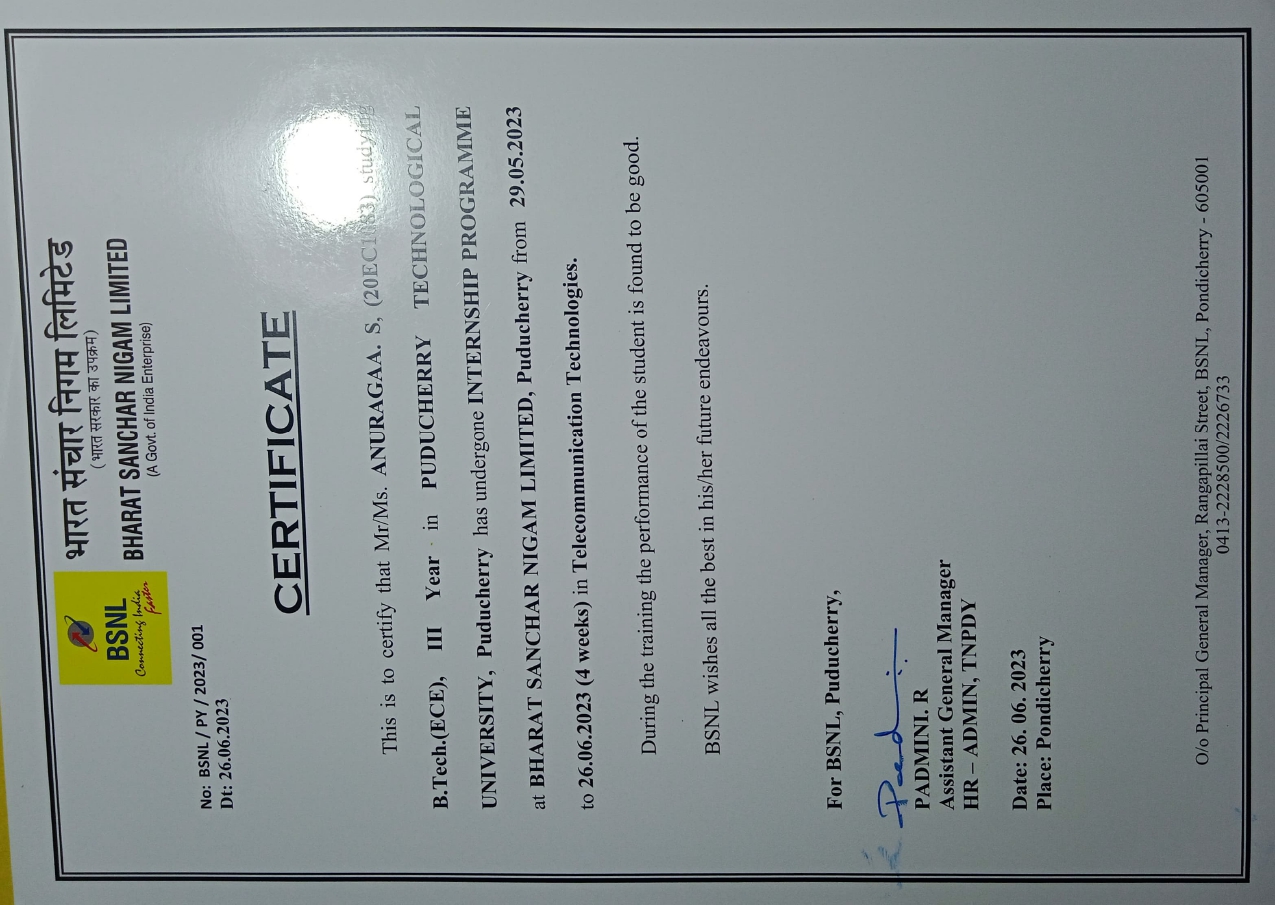 भारत संचार निगम लिमिटेड
(भारत सरकार का उपक्रम)
BSNL
Connecting India
Faster
BHARAT SANCHAR NIGAM LIMITED
(A Govt. of India Enterprise)
No: BSNL / PY / 2023/ 001
Dt: 26.06.2023
CERTIFICATE
This is to certify that Mr/Ms. ANURAGAA. S, (20EC1083) studying
B.Tech.(ECE), III Year in PUDUCHERRY TECHNOLOGICAL
UNIVERSITY, Puducherry has undergone INTERNSHIP PROGRAMME
at BHARAT SANCHAR NIGAM LIMITED, Puducherry from 29.05.2023
to 26.06.2023 (4 weeks) in Telecommunication Technologies.
During the training the performance of the student is found to be good.
BSNL wishes all the best in his/her future endeavours.
For BSNL, Puducherry,
PADMINI. R
Assistant General Manager
HR – ADMIN, TNPDY
Date: 26. 06. 2023
Place: Pondicherry
O/o Principal General Manager, Rangapillai Street, BSNL, Pondicherry - 605001
0413-2228500/2226733